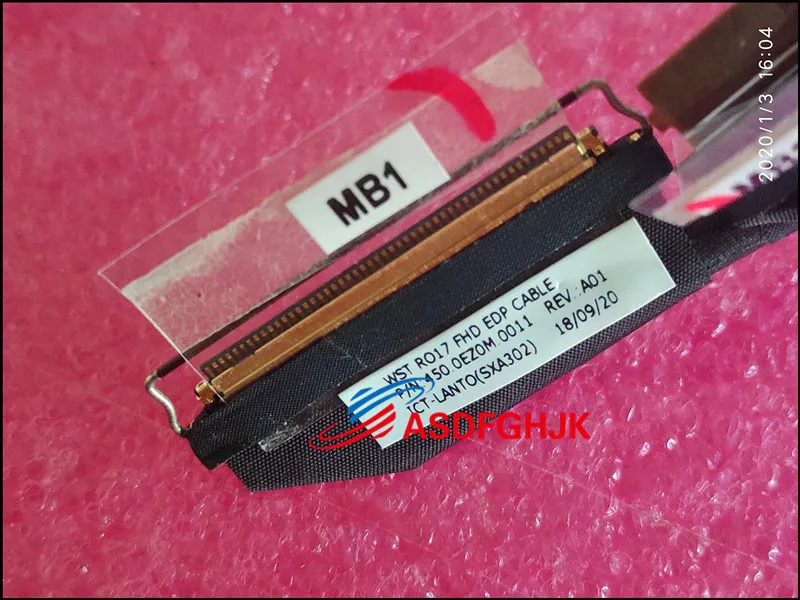 2020/1/3 16:04
MB1
WST RO17 FHD EDP CABLE
P/N 450.0EZ0M.0011 REV.:A01
ICT-LANTO(SXA302) 18/09/20
ASDFGHJK